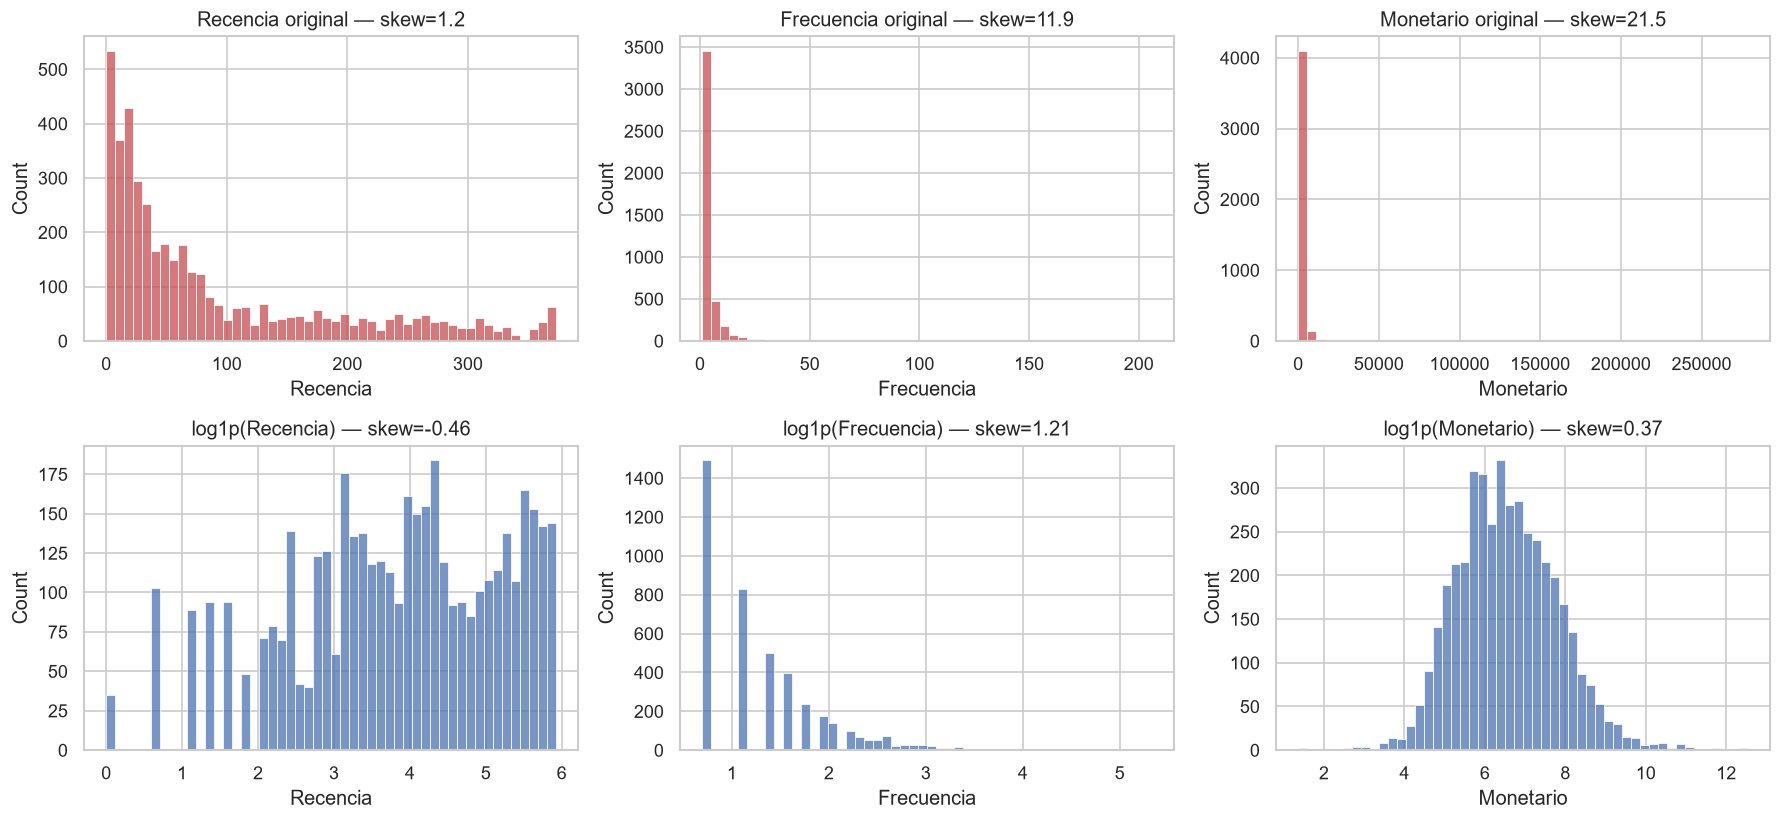 Recencia original — skew=1.2
500
400
300
200
100
0
Count
0 100 200 300
Recencia
Frecuencia original — skew=11.9
3500
3000
2500
2000
1500
1000
500
0
Count
0 50 100 150 200
Frecuencia
Monetario original — skew=21.5
4000
3000
2000
1000
0
Count
0 50000 100000 150000 200000 250000
Monetario
log1p(Recencia) — skew=-0.46
175
150
125
100
75
50
25
0
Count
0 1 2 3 4 5 6
Recencia
log1p(Frecuencia) — skew=1.21
1400
1200
1000
800
600
400
200
0
Count
1 2 3 4 5
Frecuencia
log1p(Monetario) — skew=0.37
300
250
200
150
100
50
0
Count
2 4 6 8 10 12
Monetario